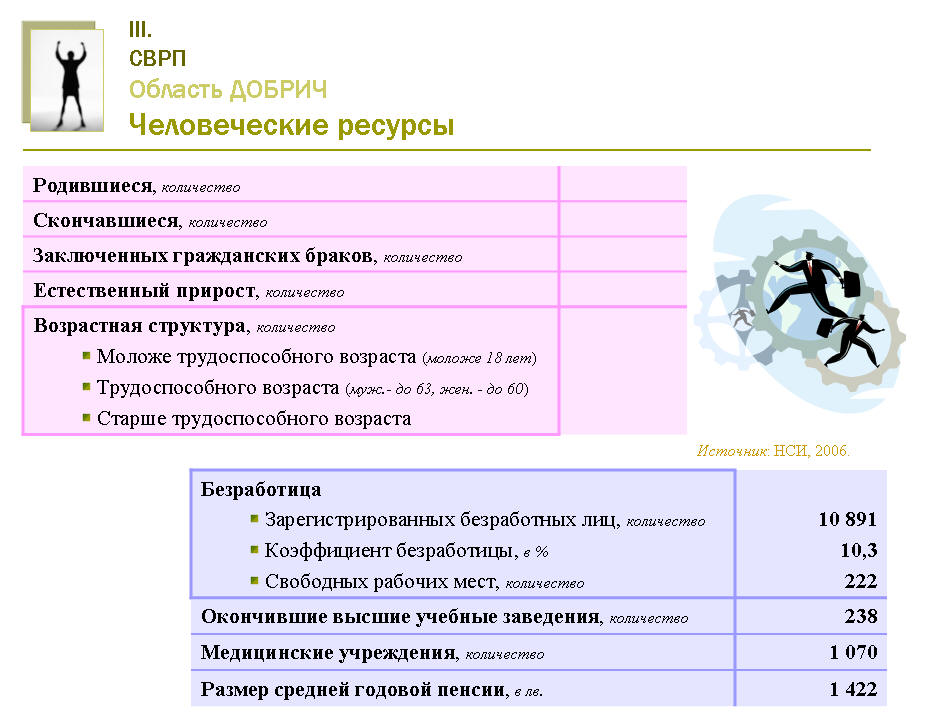 III.
СВРП
Область ДОБРИЧ
Человеческие ресурсы
Родившиеся, количество
Скончавшиеся, количество
Заключенных гражданских браков, количество
Естественный прирост, количество
Возрастная структура, количество
Моложе трудоспособного возраста (моложе 18 лет)
Трудоспособного возраста (муж.- до 63, жен. - до 60)
Старше трудоспособного возраста
Источник: НСИ, 2006.
Безработица
Зарегистрированных безработных лиц, количество 10 891
Коэффициент безработицы, в % 10,3
Свободных рабочих мест, количество 222
Окончившие высшие учебные заведения, количество 238
Медицинские учреждения, количество 1 070
Размер средней годовой пенсии, в лв. 1 422